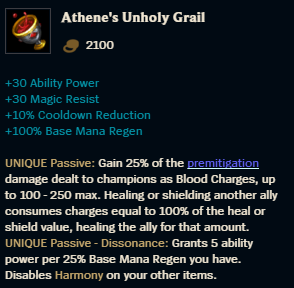 Athene's Unholy Grail
2100
+30 Ability Power
+30 Magic Resist
+10% Cooldown Reduction
+100% Base Mana Regen
UNIQUE Passive: Gain 25% of the premitigation
damage dealt to champions as Blood Charges, up
to 100 - 250 max. Healing or shielding another ally
consumes charges equal to 100% of the heal or
shield value, healing the ally for that amount.
UNIQUE Passive - Dissonance: Grants 5 ability
power per 25% Base Mana Regen you have.
Disables Harmony on your other items.